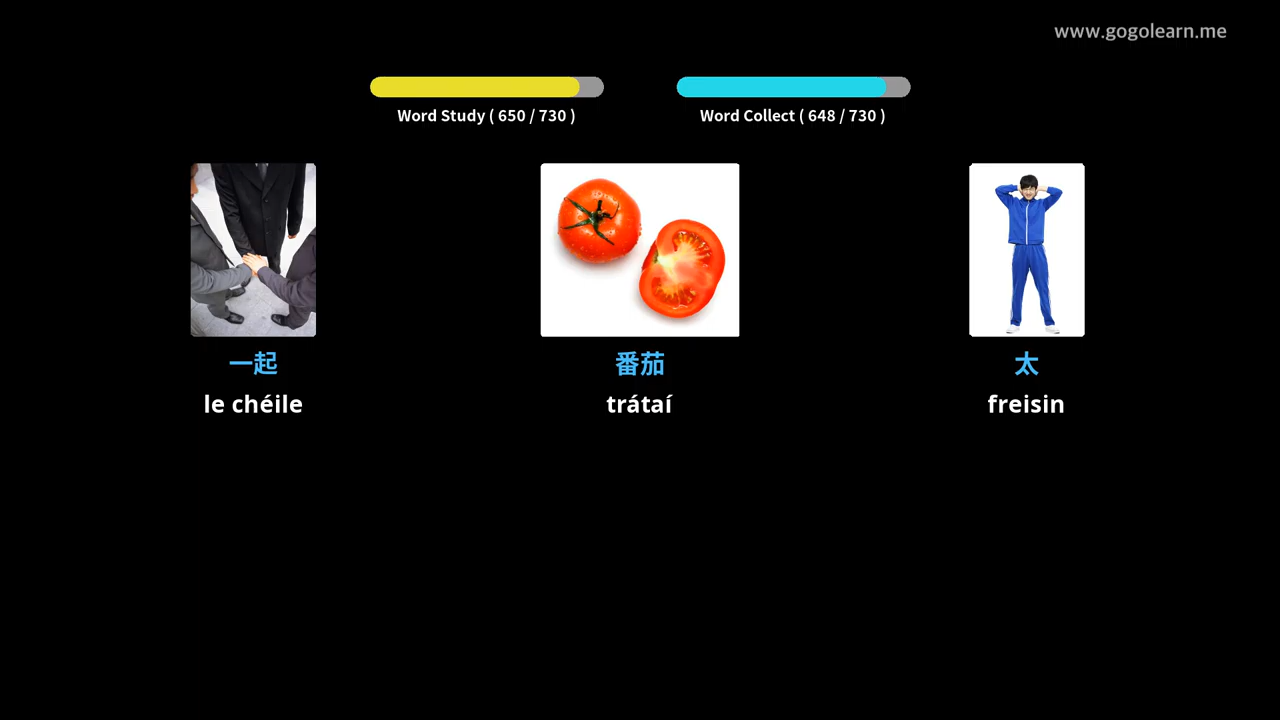 www.gogolearn.me
Word Study ( 650 / 730 )
Word Collect ( 648 / 730 )
一起
番茄
太
le chéile
trátaí
freisin